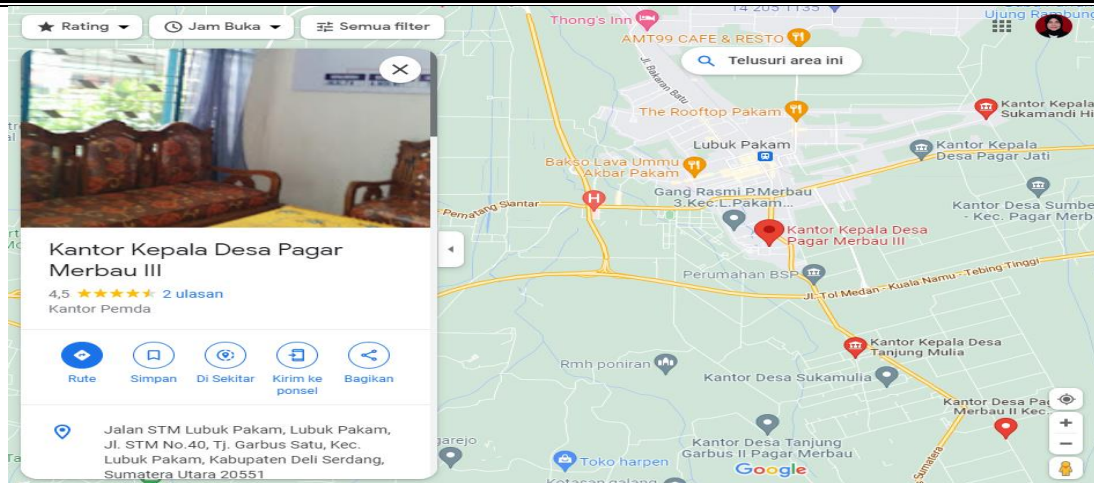 Rating
Jam Buka
Semua filter
Kantor Kepala Desa Pagar
Merbau III
4,5
2 ulasan
Kantor Pemda
Rute
Simpan
Di Sekitar
Kirim ke
ponsel
Bagikan
Jalan STM Lubuk Pakam, Lubuk Pakam,
Jl. STM No.40, Tj. Garbus Satu, Kec.
Lubuk Pakam, Kabupaten Deli Serdang,
Sumatera Utara 20551
Thong's Inn
AMT99 CAFE & RESTO
Telusuri area ini
Jl. Bakaran Batu
The Rooftop Pakam
Kantor Kepala
Sukamandi Hi
Lubuk Pakam
Kantor Kepala
Desa Pagar Jati
Bakso Lava Ummu
Akbar Pakam
H
Gang Rasmi P.Merbau
3.Kec.L.Pakam...
Kantor Desa Sumbe
- Kec. Pagar Merb
Pematang Siantar
Kantor Kepala Desa
Pagar Merbau III
Perumahan BSP
Jl. Tol Medan - Kuala Namu - Tebing Tinggi
Kantor Kepala Desa
Tanjung Mulia
Rmh poniran
Kantor Desa Sukamulia
Kantor Desa Pag
Merbau II Kec.
Kantor Desa Tanjung
Garbus II Pagar Merbau
garejo
Toko harpen
Google